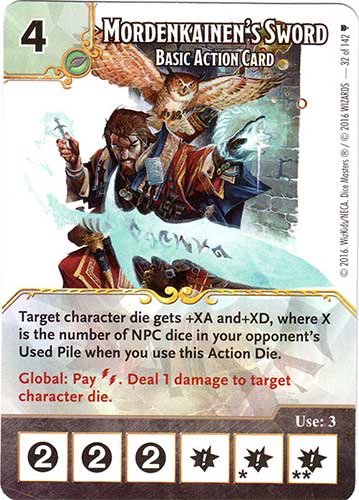 4
MORDENKAINEN'S SWORD
BASIC ACTION CARD
32 of 142
© 2016. WizKids/NECA. Dice Masters ® / © 2016 WIZARDS
Target character die gets +XA and+XD, where X
is the number of NPC dice in your opponent's
Used Pile when you use this Action Die.
Global: Pay . Deal 1 damage to target
character die.
Use: 3
2 2 2 ! ! * ! **